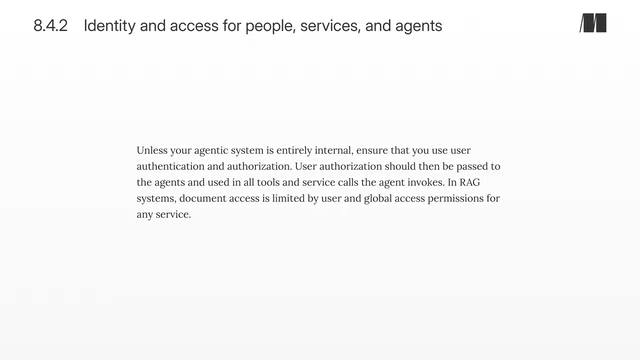 8.4.2 Identity and access for people, services, and agents
Unless your agentic system is entirely internal, ensure that you use user
authentication and authorization. User authorization should then be passed to
the agents and used in all tools and service calls the agent invokes. In RAG
systems, document access is limited by user and global access permissions for
any service.